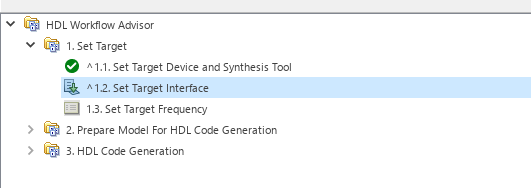 HDL Workflow Advisor
1. Set Target
^1.1. Set Target Device and Synthesis Tool
^1.2. Set Target Interface
1.3. Set Target Frequency
2. Prepare Model For HDL Code Generation
3. HDL Code Generation